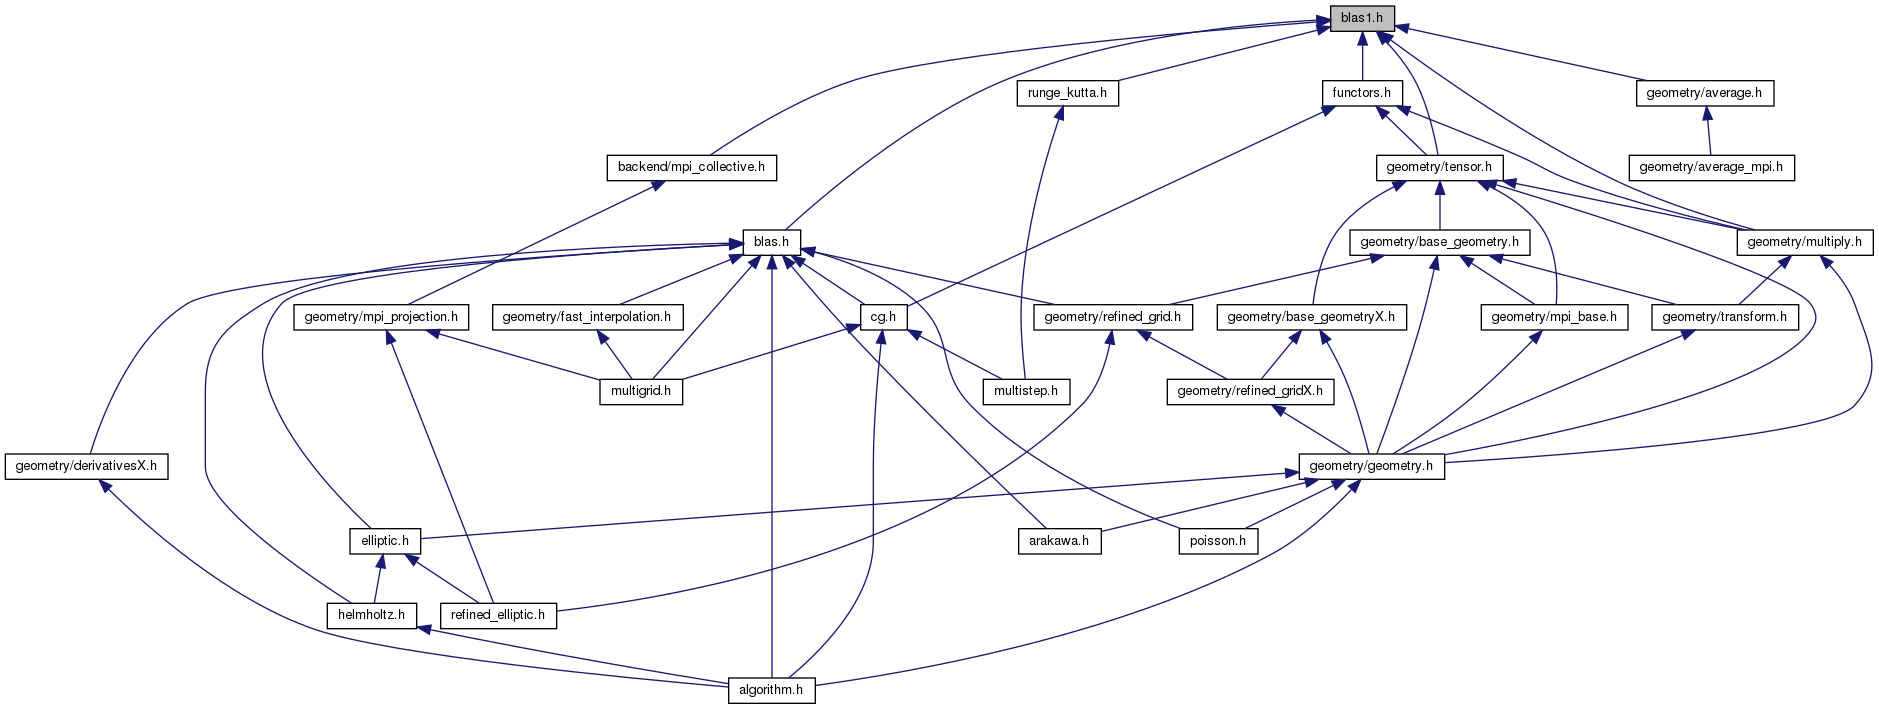 blas1.h
runge_kutta.h
functors.h
geometry/average.h
backend/mpi_collective.h
geometry/tensor.h
geometry/average_mpi.h
blas.h
geometry/base_geometry.h
geometry/multiply.h
geometry/mpi_projection.h
geometry/fast_interpolation.h
cg.h
geometry/refined_grid.h
geometry/base_geometryX.h
geometry/mpi_base.h
geometry/transform.h
multigrid.h
multistep.h
geometry/refined_gridX.h
geometry/derivativesX.h
geometry/geometry.h
elliptic.h
arakawa.h
poisson.h
helmholtz.h
refined_elliptic.h
algorithm.h